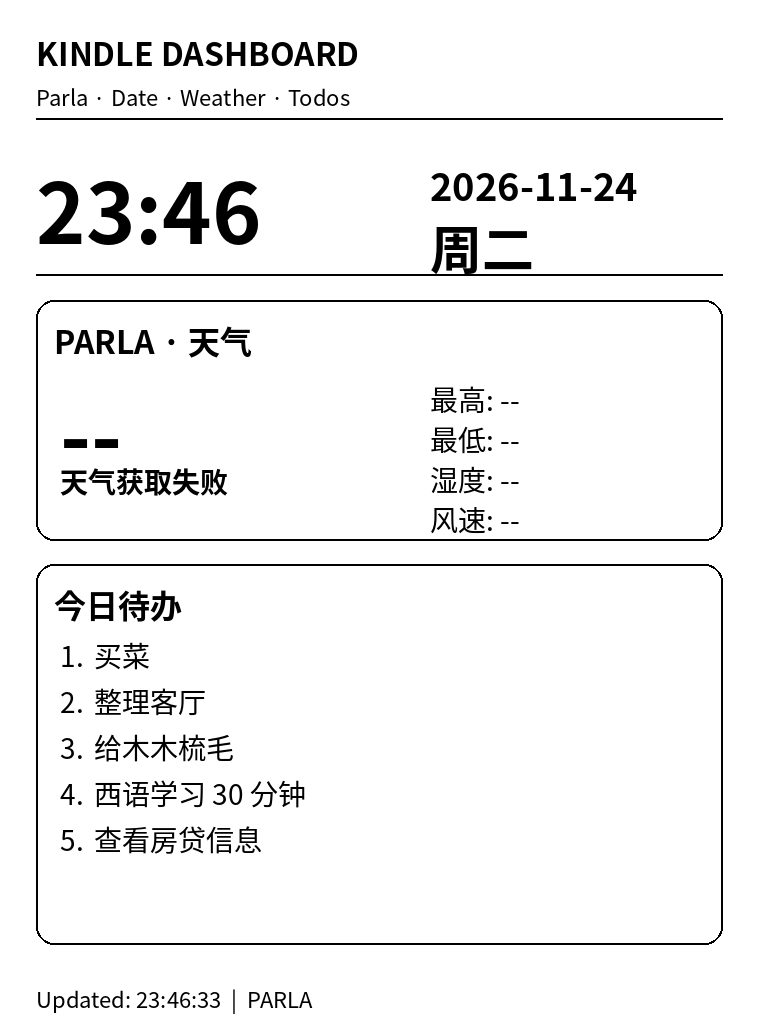 KINDLE DASHBOARD
Parla · Date · Weather · Todos
23:46
2026-11-24
周二
PARLA · 天气
--
天气获取失败
最高: --
最低: --
湿度: --
风速: --
今日待办
1. 买菜
2. 整理客厅
3. 给木木梳毛
4. 西语学习 30 分钟
5. 查看房贷信息
Updated: 23:46:33 | PARLA